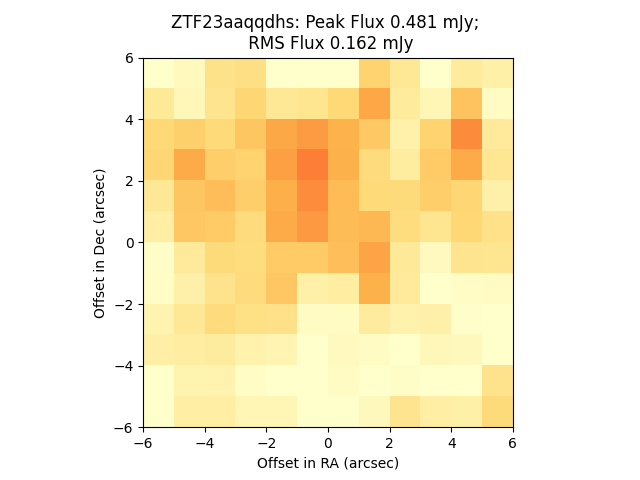 ZTF23aaqqdhs: Peak Flux 0.481 mJy;
RMS Flux 0.162 mJy
6
4
2
0
−2
−4
−6
Offset in Dec (arcsec)
−6 −4 −2 0 2 4 6
Offset in RA (arcsec)